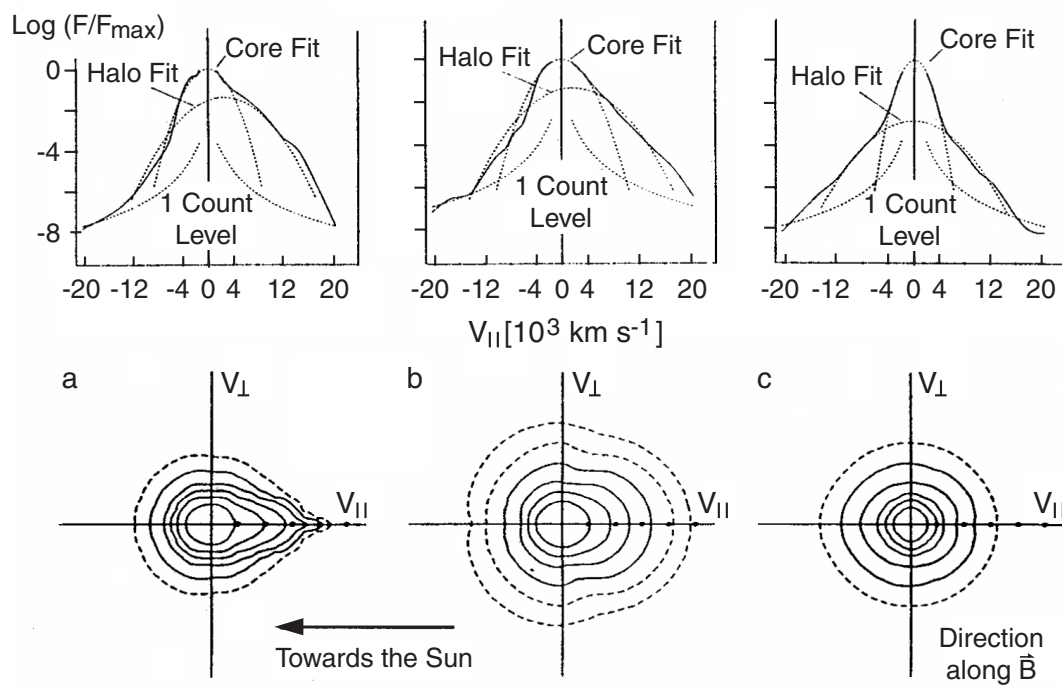 Log (F/Fmax)
Core Fit
Halo Fit
1 Count
Level
0
-4
-8
-20 -12 -4 0 4 12 20
Core Fit
Halo Fit
1 Count
Level
-20 -12 -4 0 4 12 20
Core Fit
Halo Fit
1 Count
Level
-20 -12 -4 0 4 12 20
V||[10³ km s⁻¹]
a
V⊥
V||
b
V⊥
V||
c
V⊥
V||
Towards the Sun
Direction
along B⃗